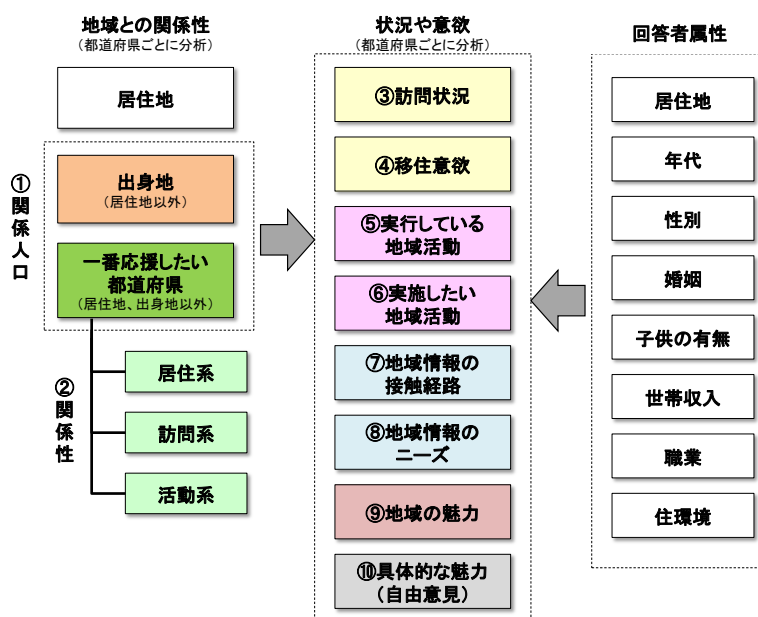 地域との関係性
（都道府県ごとに分析）
居住地
①関係人口
出身地
（居住地以外）
一番応援したい
都道府県
（居住地、出身地以外）
②関係性
居住系
訪問系
活動系
状況や意欲
（都道府県ごとに分析）
③訪問状況
④移住意欲
⑤実行している
地域活動
⑥実施したい
地域活動
⑦地域情報の
接触経路
⑧地域情報の
ニーズ
⑨地域の魅力
⑩具体的な魅力
（自由意見）
回答者属性
居住地
年代
性別
婚姻
子供の有無
世帯収入
職業
住環境